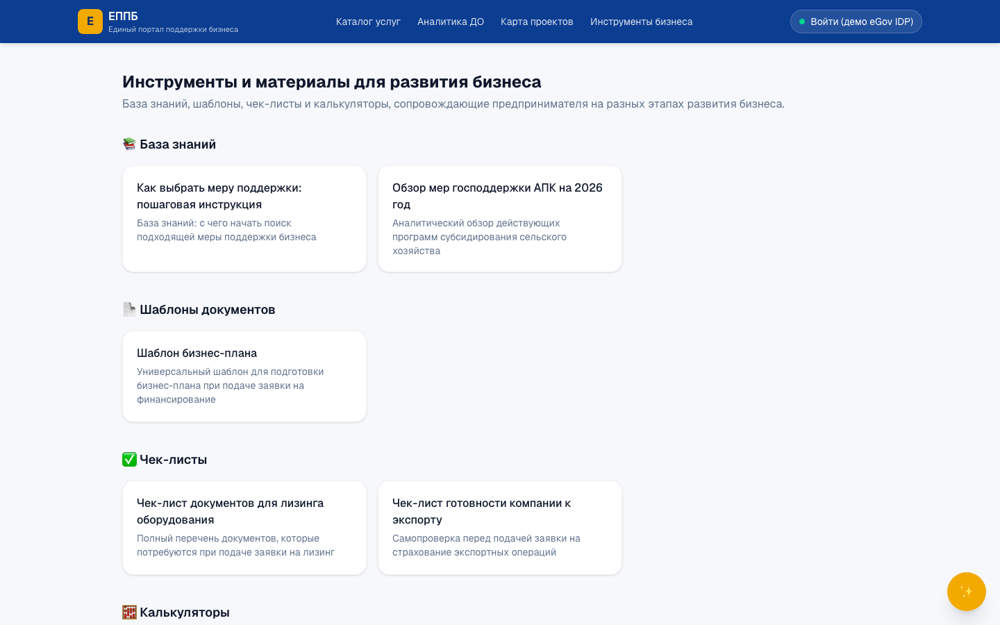 E
ЕППБ
Единый портал поддержки бизнеса
Каталог услуг
Аналитика ДО
Карта проектов
Инструменты бизнеса
Войти (демо eGov IDP)
Инструменты и материалы для развития бизнеса
База знаний, шаблоны, чек-листы и калькуляторы, сопровождающие предпринимателя на разных этапах развития бизнеса.
База знаний
Как выбрать меру поддержки:
пошаговая инструкция
База знаний: с чего начать поиск
подходящей меры поддержки бизнеса
Обзор мер господдержки АПК на 2026
год
Аналитический обзор действующих
программ субсидирования сельского
хозяйства
Шаблоны документов
Шаблон бизнес-плана
Универсальный шаблон для подготовки
бизнес-плана при подаче заявки на
финансирование
Чек-листы
Чек-лист документов для лизинга
оборудования
Полный перечень документов, которые
потребуются при подаче заявки на лизинг
Чек-лист готовности компании к
экспорту
Самопроверка перед подачей заявки на
страхование экспортных операций
Калькуляторы